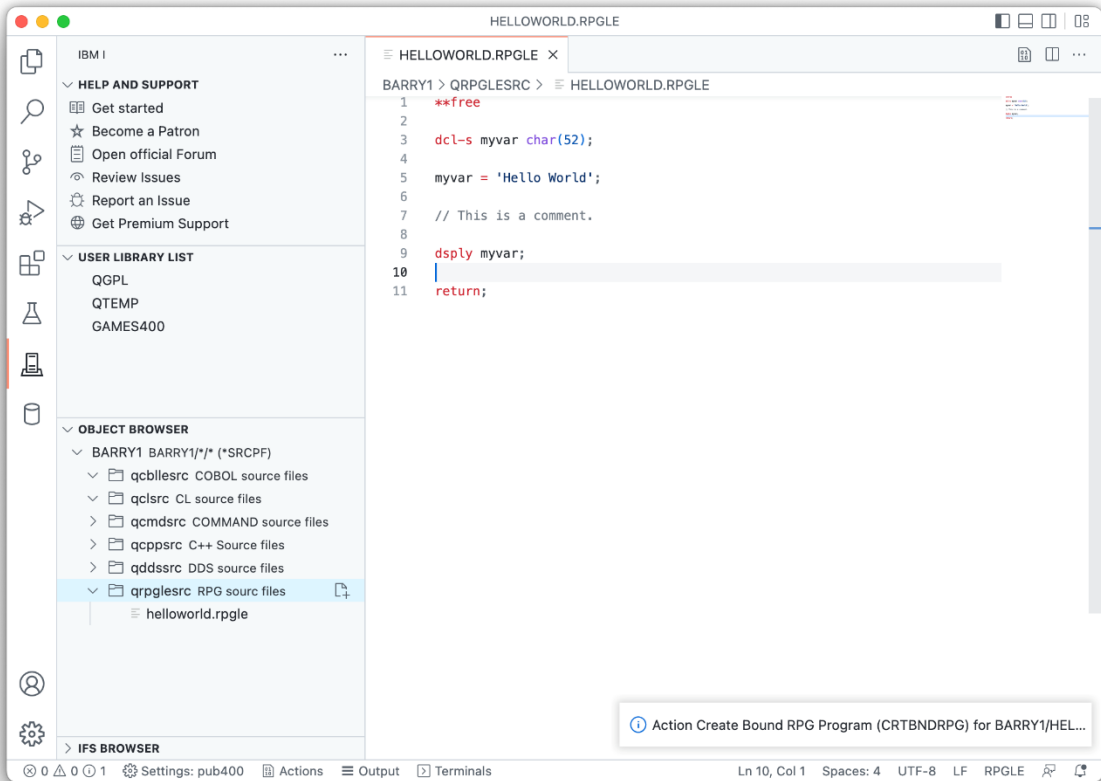 HELLOWORLD.RPGLE
IBM I
HELP AND SUPPORT
Get started
Become a Patron
Open official Forum
Review Issues
Report an Issue
Get Premium Support
USER LIBRARY LIST
QGPL
QTEMP
GAMES400
OBJECT BROWSER
BARRY1 BARRY1/*/* (*SRCPF)
qcbllesrc COBOL source files
qclsrc CL source files
qcmdsrc COMMAND source files
qcppsrc C++ Source files
qddssrc DDS source files
qrpglesrc RPG sourc files
helloworld.rpgle
IFS BROWSER
HELLOWORLD.RPGLE
BARRY1 > QRPGLESRC > HELLOWORLD.RPGLE
1 **free
2
3 dcl-s myvar char(52);
4
5 myvar = 'Hello World';
6
7 // This is a comment.
8
9 dsply myvar;
10
11 return;
Action Create Bound RPG Program (CRTBNDRPG) for BARRY1/HEL...
0 0 1 Settings: pub400 Actions Output Terminals Ln 10, Col 1 Spaces: 4 UTF-8 LF RPGLE